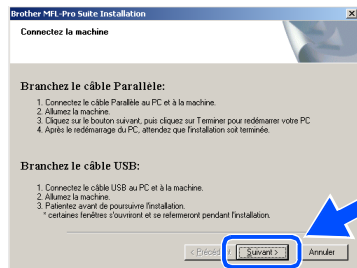 Brother MFL-Pro Suite Installation
Connectez la machine
Branchez le câble Parallèle:
1. Connectez le câble Parallèle au PC et à la machine.
2. Allumez la machine.
3. Cliquez sur le bouton suivant, puis cliquez sur Terminer pour redémarrer votre PC
4. Après le redémarrage du PC, attendez que l'installation soit terminée.
Branchez le câble USB:
1. Connectez le câble USB au PC et à la machine.
2. Allumez la machine.
3. Patientez avant de poursuivre l'installation.
* certaines fenêtres s'ouvriront et se refermeront pendant l'installation.
< Précéd Suivant > Annuler